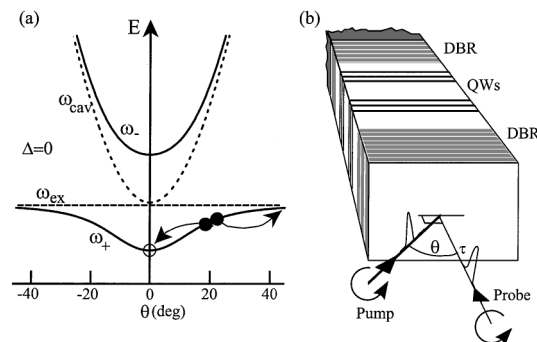 (a)
E
ω_cav
ω_-
Δ=0
ω_ex
ω_+
-40 -20 0 20 40
θ(deg)
(b)
DBR
QWs
DBR
θ
τ
Pump
Probe